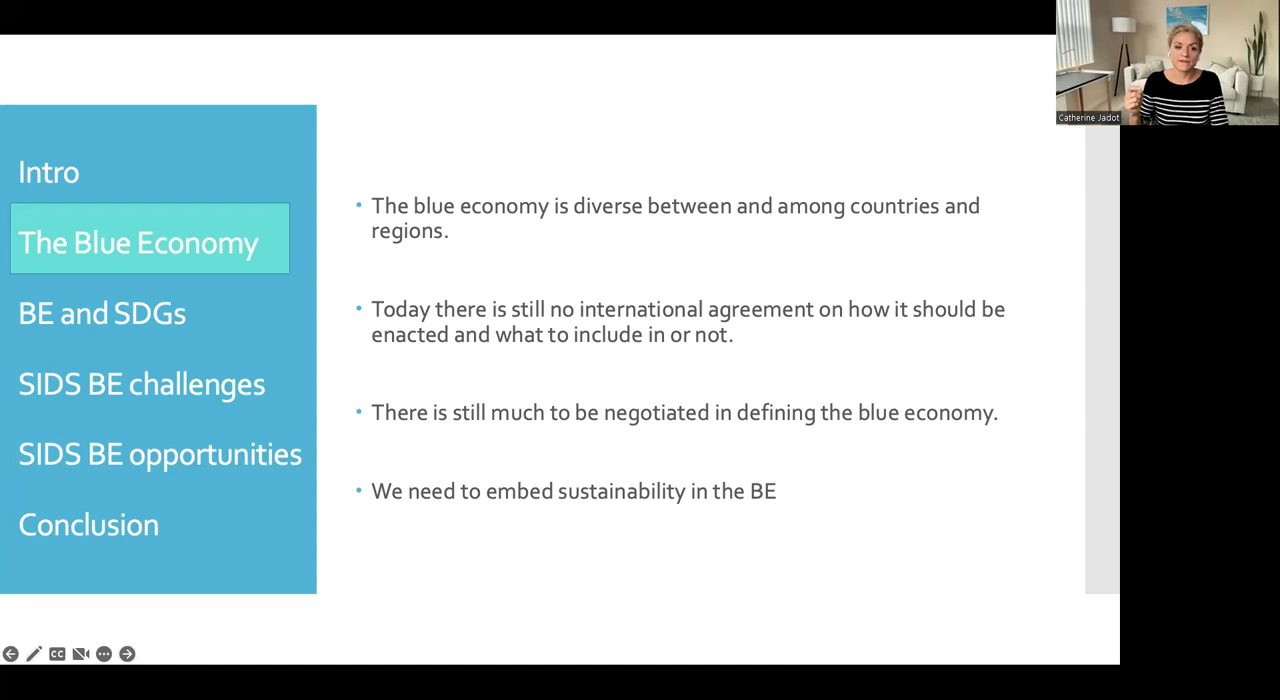 Intro
The Blue Economy
BE and SDGs
SIDS BE challenges
SIDS BE opportunities
Conclusion
• The blue economy is diverse between and among countries and
regions.
• Today there is still no international agreement on how it should be
enacted and what to include in or not.
• There is still much to be negotiated in defining the blue economy.
• We need to embed sustainability in the BE
Catherine Jadot
CC